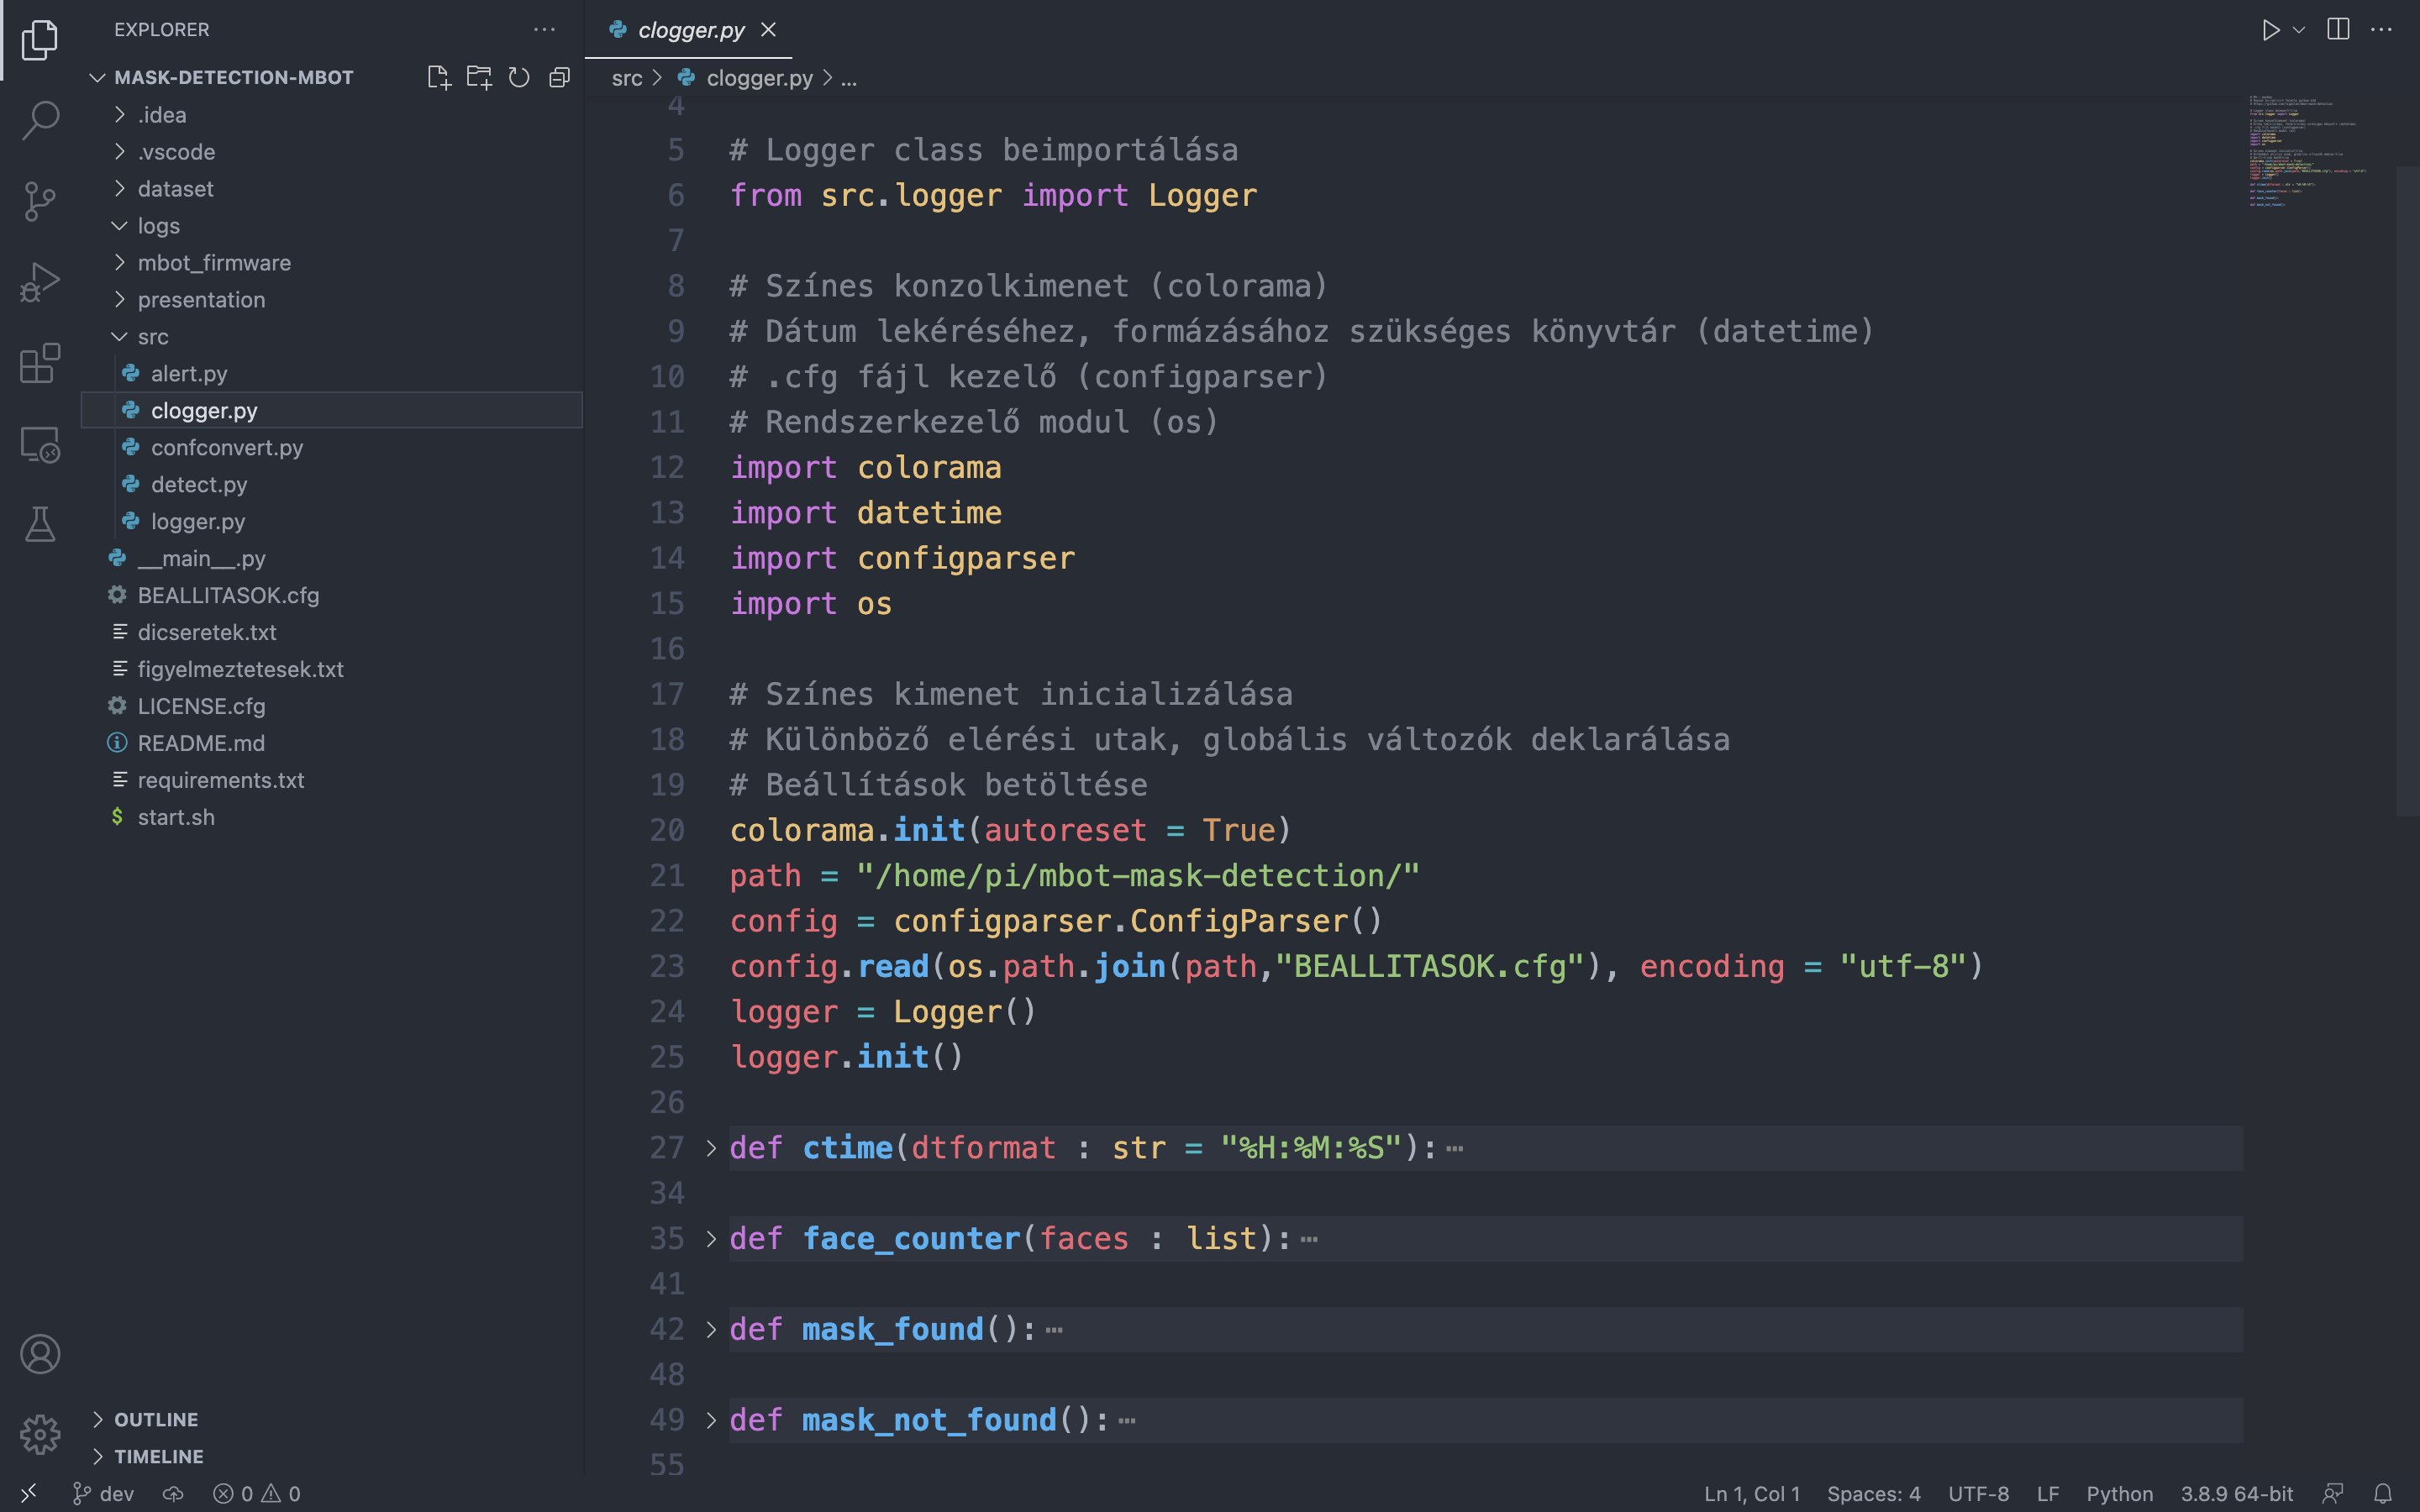 EXPLORER
MASK-DETECTION-MBOT
.idea
.vscode
dataset
logs
mbot_firmware
presentation
src
alert.py
clogger.py
confconvert.py
detect.py
logger.py
__main__.py
BEALLITASOK.cfg
dicseretek.txt
figyelmeztetesek.txt
LICENSE.cfg
README.md
requirements.txt
start.sh
OUTLINE
TIMELINE
clogger.py
src > clogger.py > ...
4
5 # Logger class beimportálása
6 from src.logger import Logger
7
8 # Színes konzolkimenet (colorama)
9 # Dátum lekéréséhez, formázásához szükséges könyvtár (datetime)
10 # .cfg fájl kezelő (configparser)
11 # Rendszerkezelő modul (os)
12 import colorama
13 import datetime
14 import configparser
15 import os
16
17 # Színes kimenet inicializálása
18 # Különböző elérési utak, globális változók deklarálása
19 # Beállítások betöltése
20 colorama.init(autoreset = True)
21 path = "/home/pi/mbot-mask-detection/"
22 config = configparser.ConfigParser()
23 config.read(os.path.join(path,"BEALLITASOK.cfg"), encoding = "utf-8")
24 logger = Logger()
25 logger.init()
26
27 def ctime(dtformat : str = "%H:%M:%S"):
34
35 def face_counter(faces : list):
41
42 def mask_found():
48
49 def mask_not_found():
55
dev 0 0 Ln 1, Col 1 Spaces: 4 UTF-8 LF Python 3.8.9 64-bit